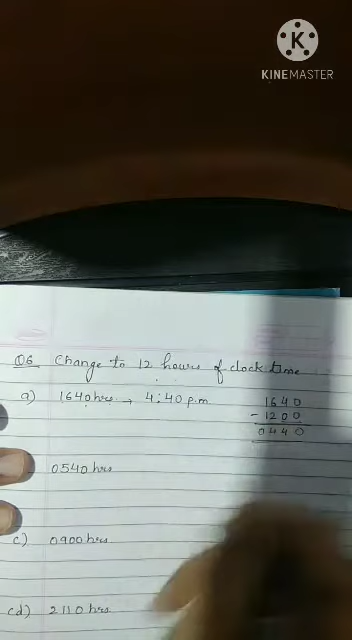 K
KINEMASTER
Q6 Change to 12 hours of clock time
a) 1640 hrs → 4:40 p.m
1640
- 1200
0440
0540 hrs
c) 0900 hrs
d) 2110 hrs